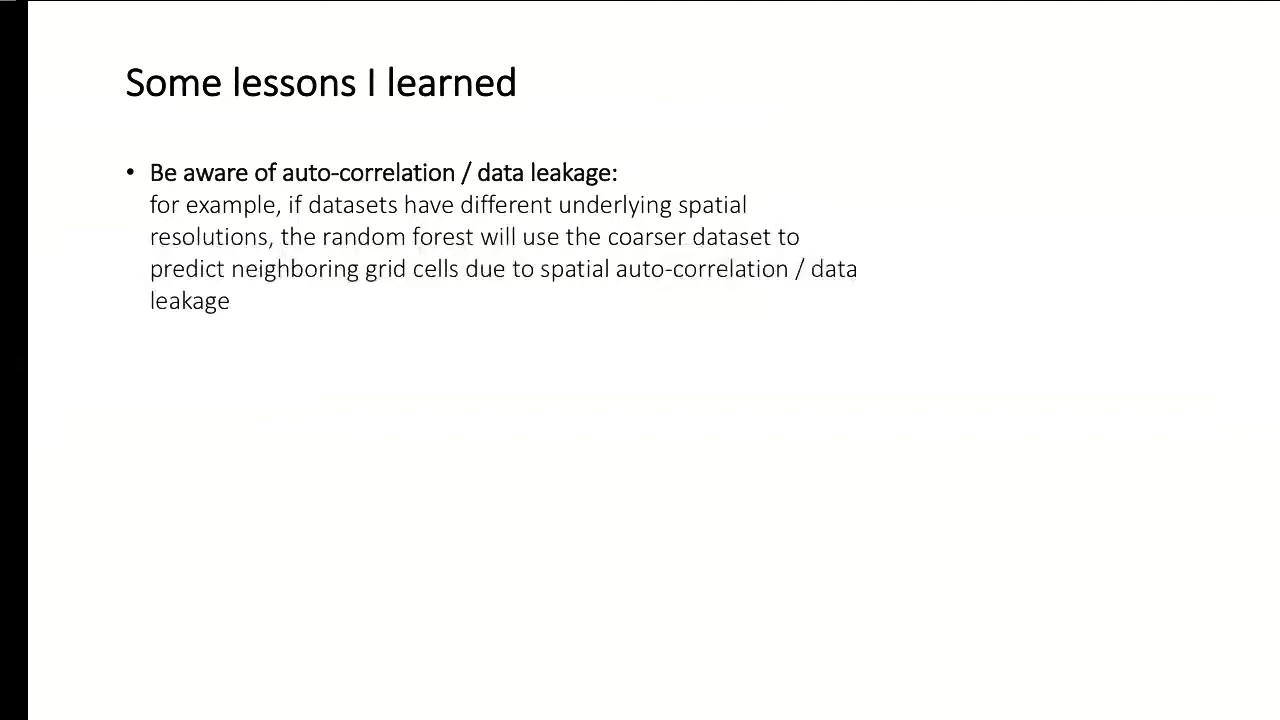 Some lessons I learned
• Be aware of auto-correlation / data leakage:
for example, if datasets have different underlying spatial
resolutions, the random forest will use the coarser dataset to
predict neighboring grid cells due to spatial auto-correlation / data
leakage